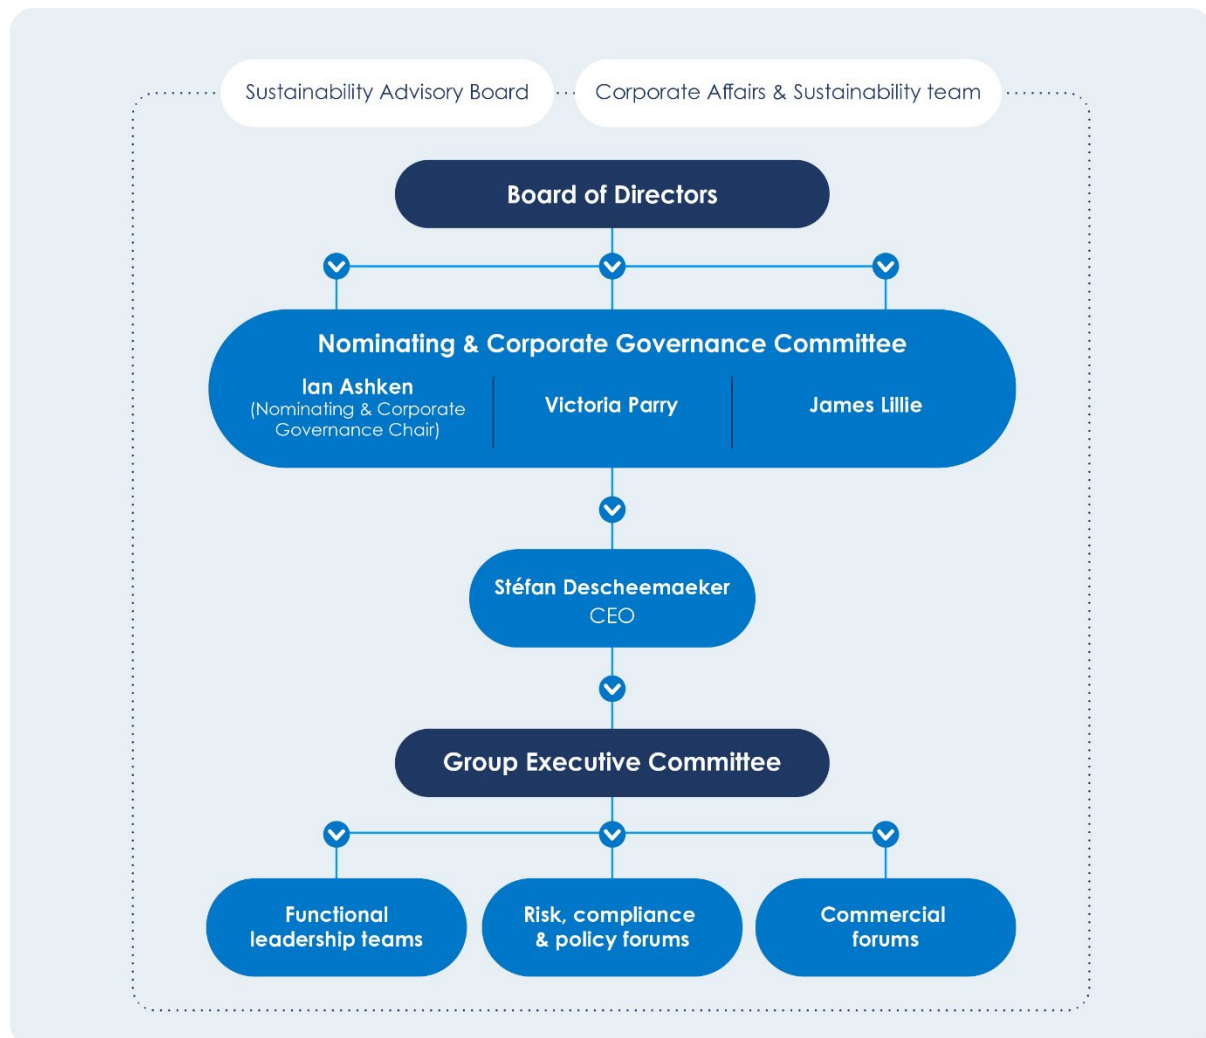 Sustainability Advisory Board
Corporate Affairs & Sustainability team
Board of Directors
Nominating & Corporate Governance Committee
Ian Ashken
(Nominating & Corporate
Governance Chair)
Victoria Parry
James Lillie
Stéfan Descheemaeker
CEO
Group Executive Committee
Functional
leadership teams
Risk, compliance
& policy forums
Commercial
forums